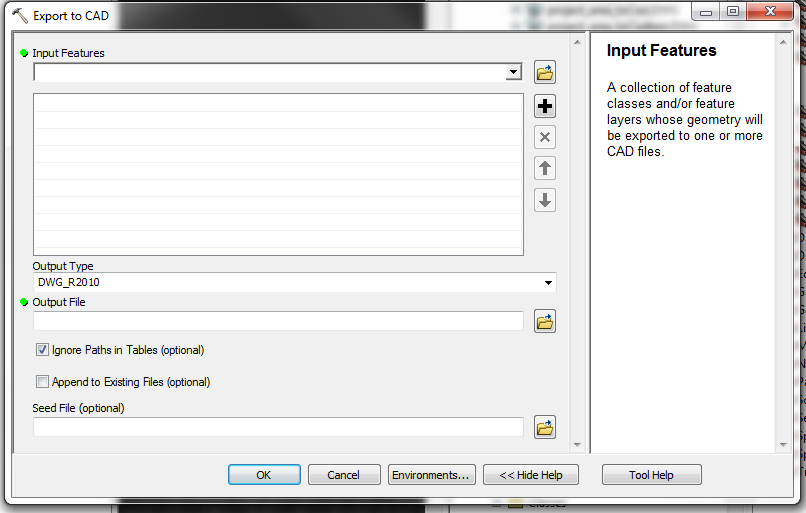 Export to CAD
Input Features
Output Type
DWG_R2010
Output File
Ignore Paths in Tables (optional)
Append to Existing Files (optional)
Seed File (optional)
Input Features
A collection of feature
classes and/or feature
layers whose geometry will
be exported to one or more
CAD files.
OK
Cancel
Environments...
<< Hide Help
Tool Help